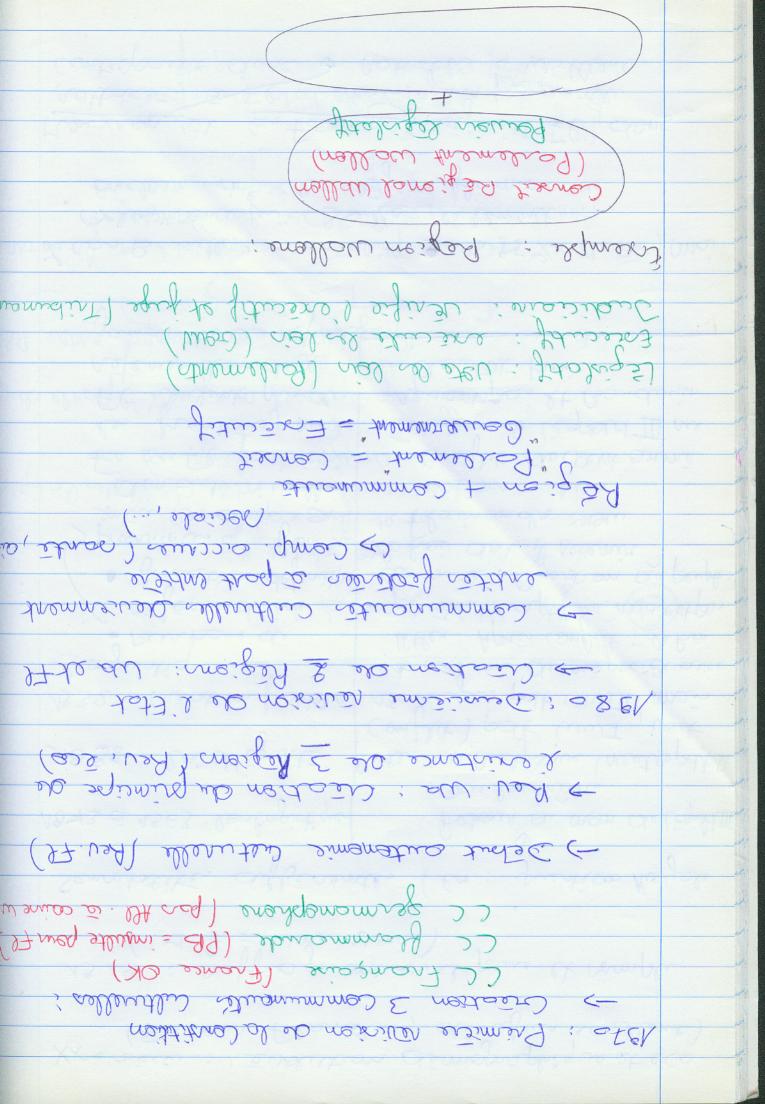 1970 : Première révision de la Constitution
→ Création 3 communautés culturelles :
CC Française (France OK)
CC flammande (PB = insulte pour Fl)
CC germanophone (pas All. à cause
→ Début autonomie culturelle (Rev. Fl)
→ Rev. Wa : Création du principe de
l'existence de 3 Régions (Rev. éco)
1980 : Deuxième révision de l'Etat
→ Création de 2 Régions : Wa et Fl
→ Communautés culturelles deviennent
entités fédérées à part entière
↳ Comp. accrues (santé,
sociale, ...)
Région + Communauté
"Parlement" = Conseil
"Gouvernement" = Exécutif
Législatif : vote les lois (Parlements)
Exécutif : exécute les lois (Gouv)
Judiciaire : Vérifie l'exécutif et juge (Tribunau
Exemple : Région Wallone :
Conseil Régional Wallon
(Parlement Wallon)
Pouvoir législatif
+